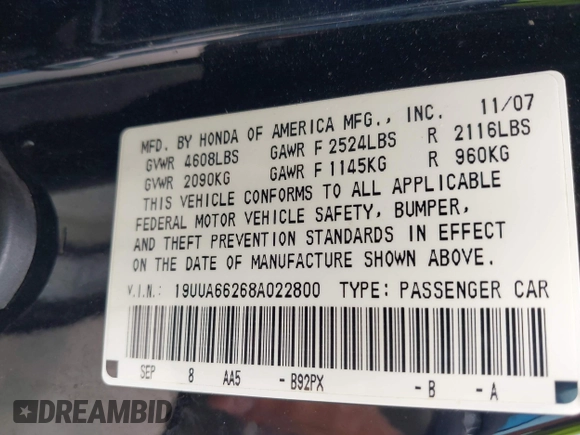 MFD. BY HONDA OF AMERICA MFG., INC. 11/07
GVWR 4608LBS GAWR F 2524LBS R 2116LBS
GVWR 2090KG GAWR F 1145KG R 960KG
THIS VEHICLE CONFORMS TO ALL APPLICABLE
FEDERAL MOTOR VEHICLE SAFETY, BUMPER,
AND THEFT PREVENTION STANDARDS IN EFFECT
ON THE DATE OF MANUFACTURE SHOWN ABOVE.
V.I.N.: 19UUA66268A022800 TYPE: PASSENGER CAR
SEP 8 AA5 - B92PX - B - A
DREAMBID